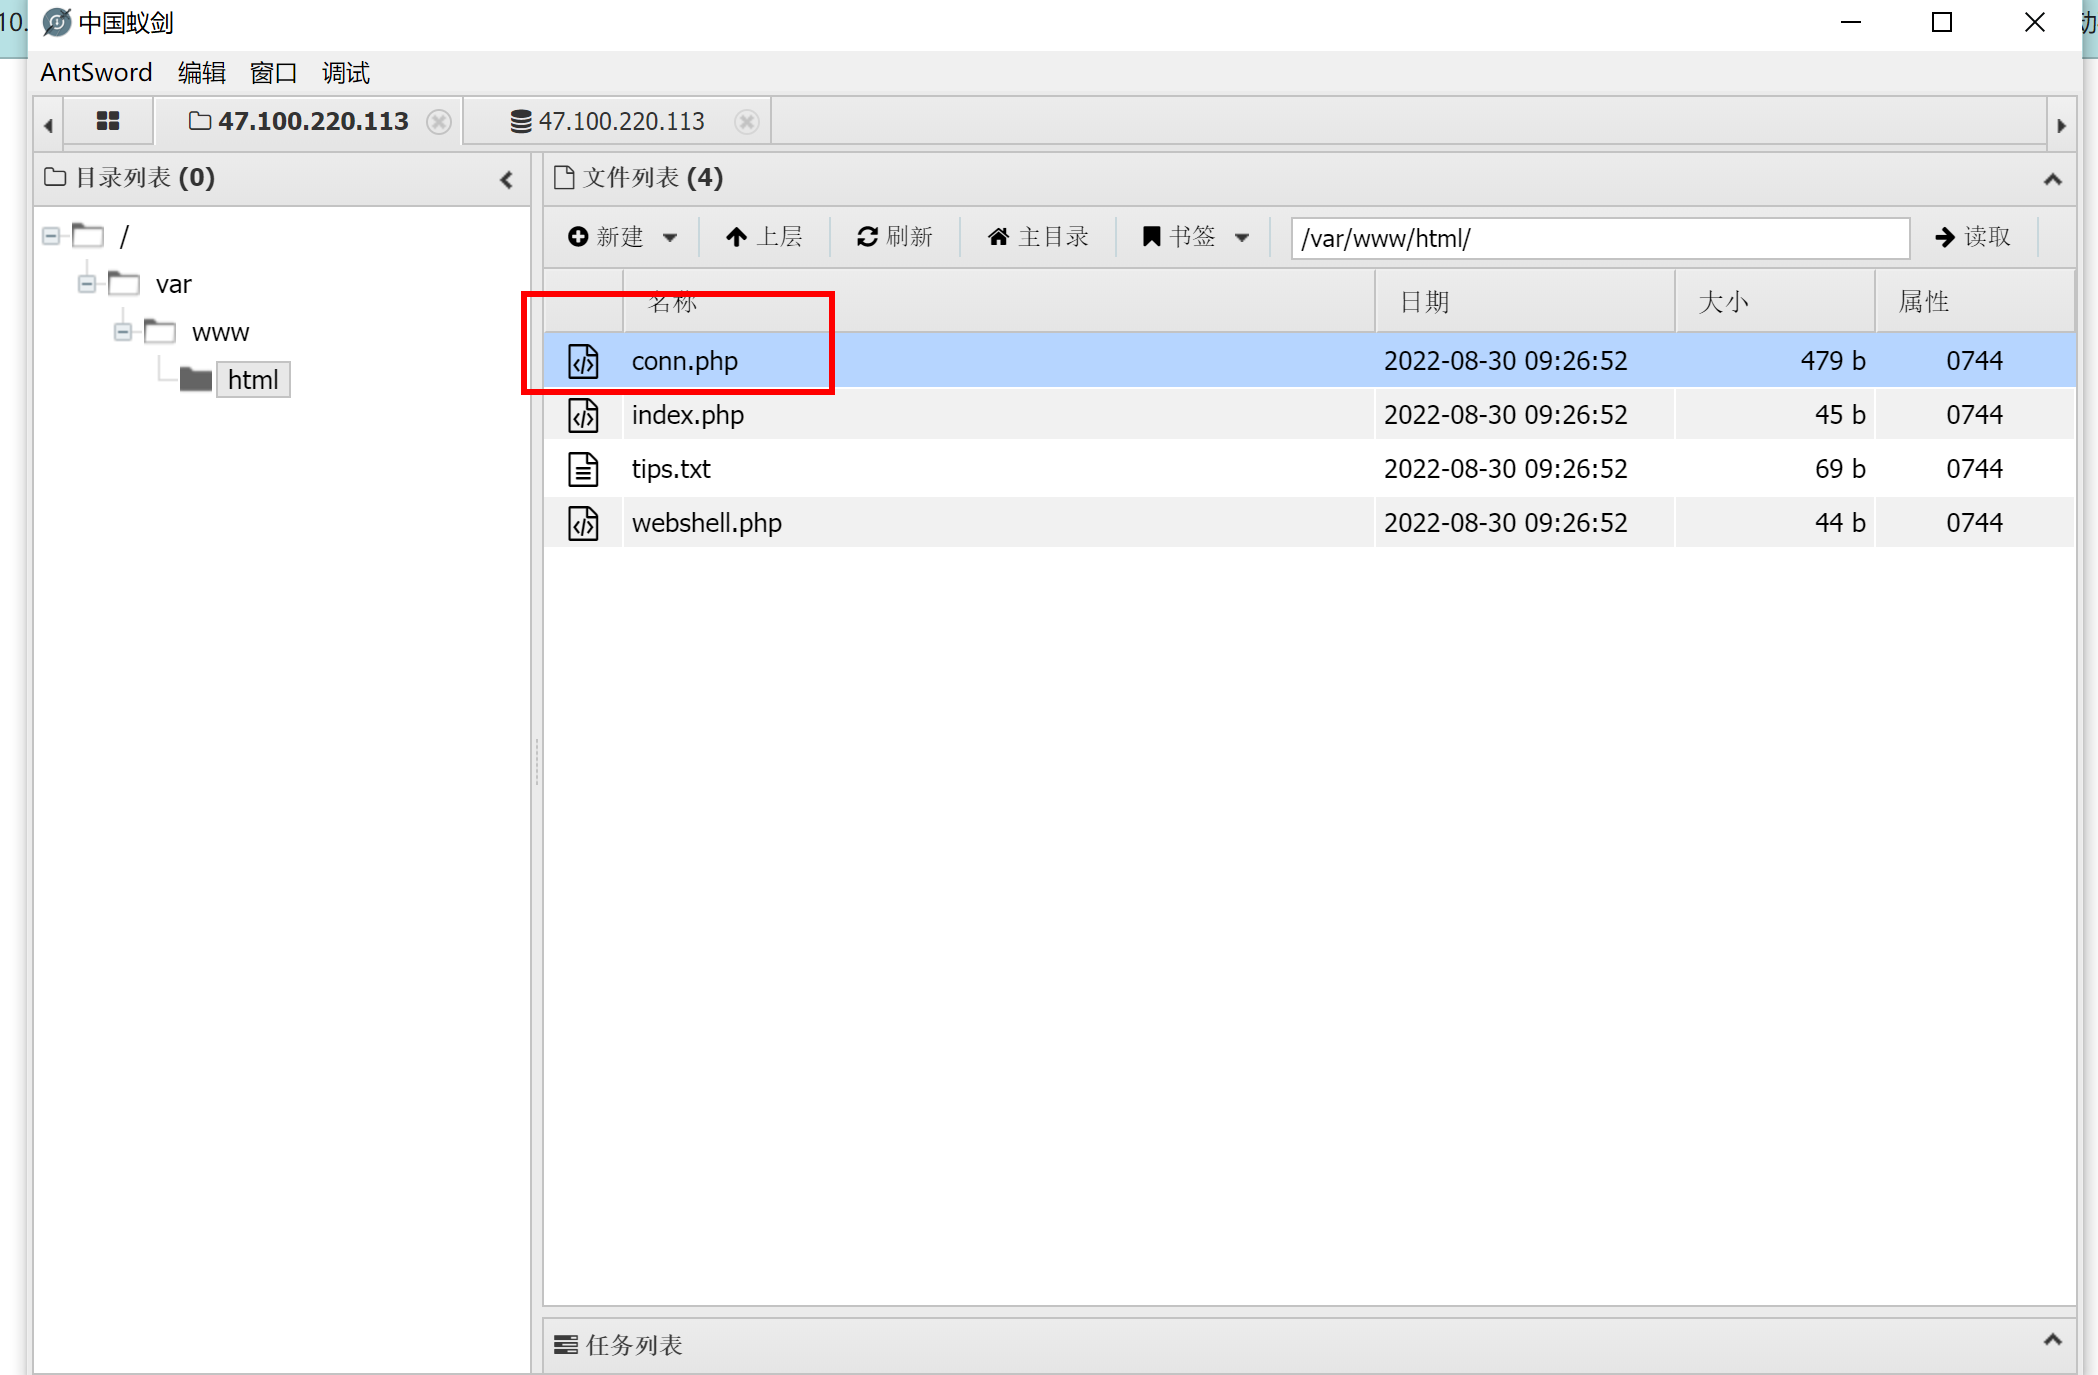 10.
中国蚁剑
动
AntSword 编辑 窗口 调试
47.100.220.113 47.100.220.113
目录列表 (0)
文件列表 (4)
新建 上层 刷新 主目录 书签 /var/www/html/ 读取
/
var
www
html
名称 日期 大小 属性
conn.php 2022-08-30 09:26:52 479 b 0744
index.php 2022-08-30 09:26:52 45 b 0744
tips.txt 2022-08-30 09:26:52 69 b 0744
webshell.php 2022-08-30 09:26:52 44 b 0744
任务列表